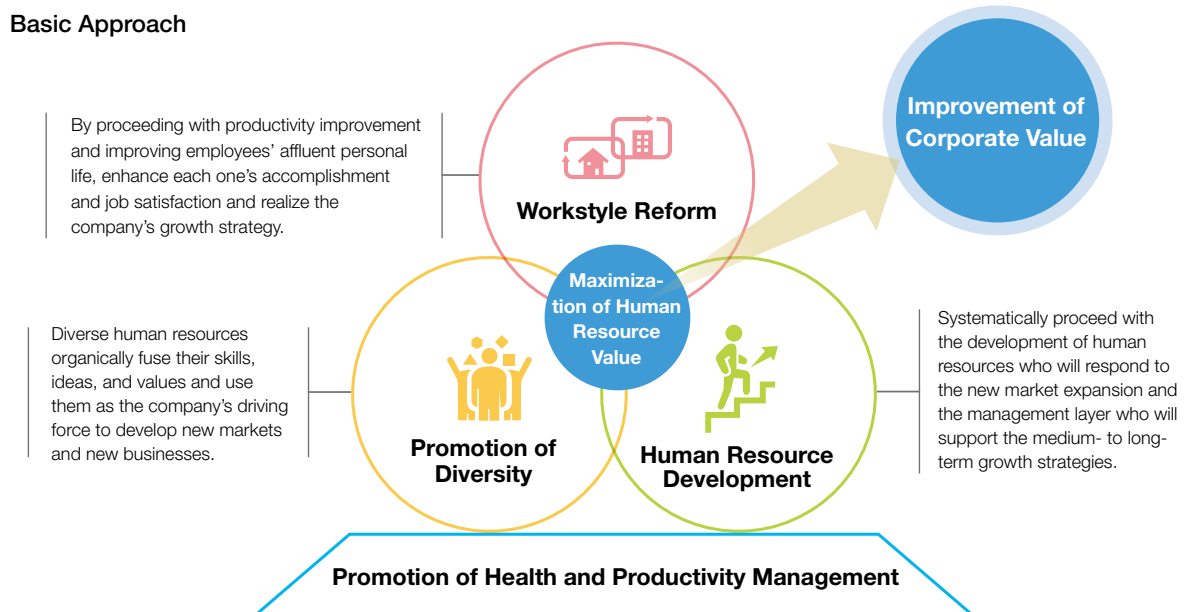 Basic Approach
By proceeding with productivity improvement
and improving employees’ affluent personal
life, enhance each one’s accomplishment
and job satisfaction and realize the
company’s growth strategy.
Workstyle Reform
Improvement of
Corporate Value
Maximiza-
tion of Human
Resource
Value
Diverse human resources
organically fuse their skills,
ideas, and values and use
them as the company’s driving
force to develop new markets
and new businesses.
Promotion of
Diversity
Human Resource
Development
Systematically proceed with
the development of human
resources who will respond to
the new market expansion and
the management layer who will
support the medium- to long-
term growth strategies.
Promotion of Health and Productivity Management